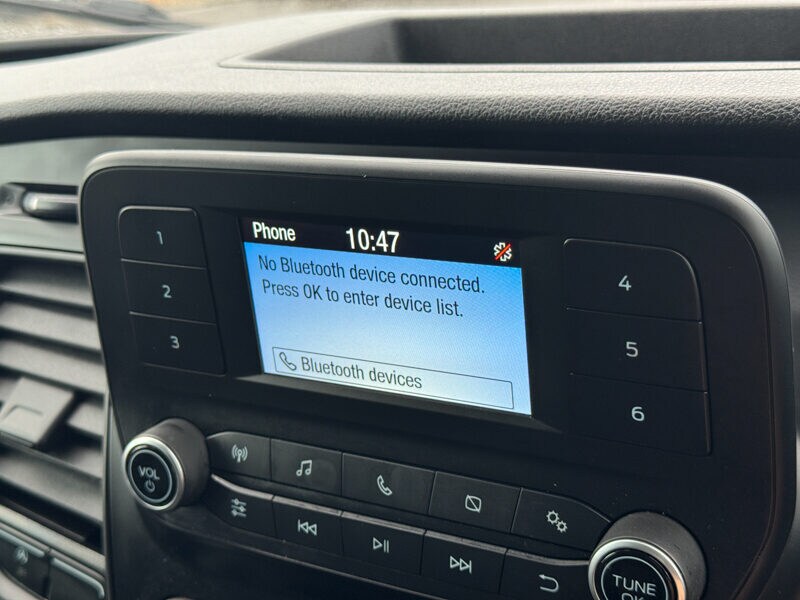 Phone 10:47
No Bluetooth device connected.
Press OK to enter device list.
Bluetooth devices
1
2
3
4
5
6
VOL
TUNE
OK